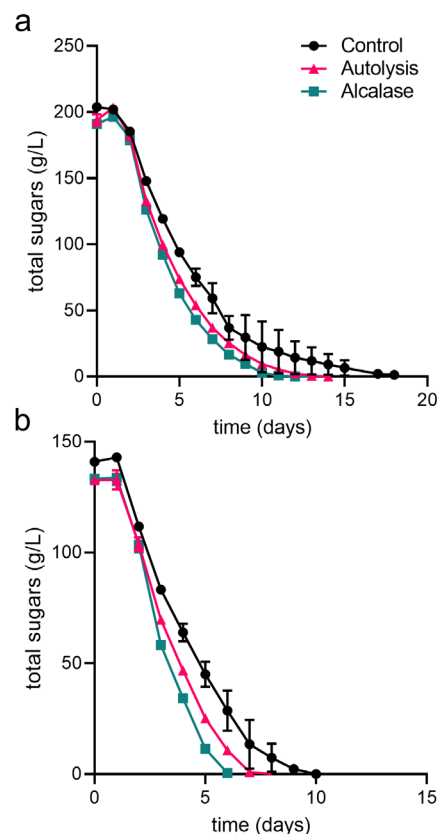 a
Control
Autolysis
Alcalase
total sugars (g/L)
250
200
150
100
50
0
0 5 10 15 20
time (days)
b
total sugars (g/L)
150
100
50
0
0 5 10 15
time (days)